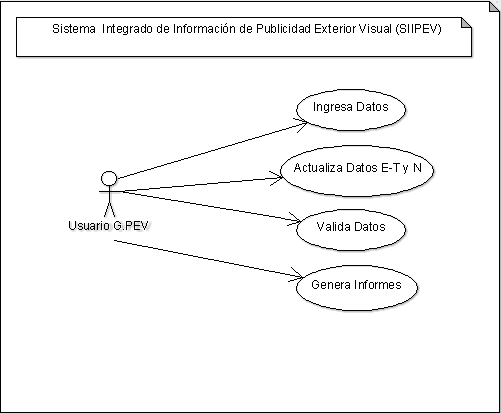 Sistema Integrado de Información de Publicidad Exterior Visual (SIIPEV)
Ingresa Datos
Actualiza Datos E-T y N
Valida Datos
Usuario G.PEV
Genera Informes